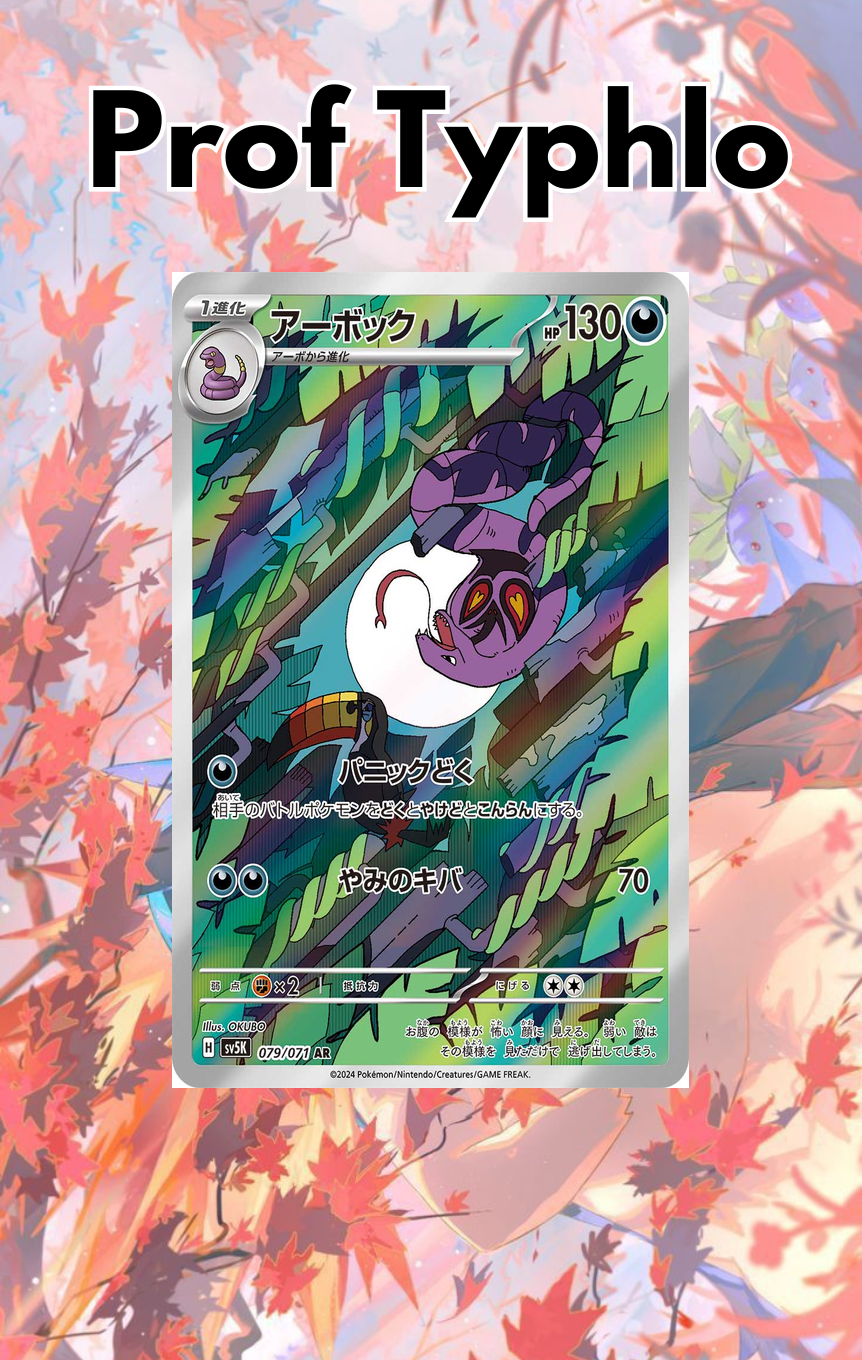 Prof Typhlo
1進化
アーボック
HP130
アーボから進化
パニックどく
相手のバトルポケモンをどくとやけどとこんらんにする。
やみのキバ 70
弱点 ×2 抵抗力 にげる
Illus. OKUBO
お腹の模様が怖い顔に見える。弱い敵は
その模様を見ただけで逃げ出してしまう。
H SV5K 079/071 AR
©2024 Pokémon/Nintendo/Creatures/GAME FREAK.